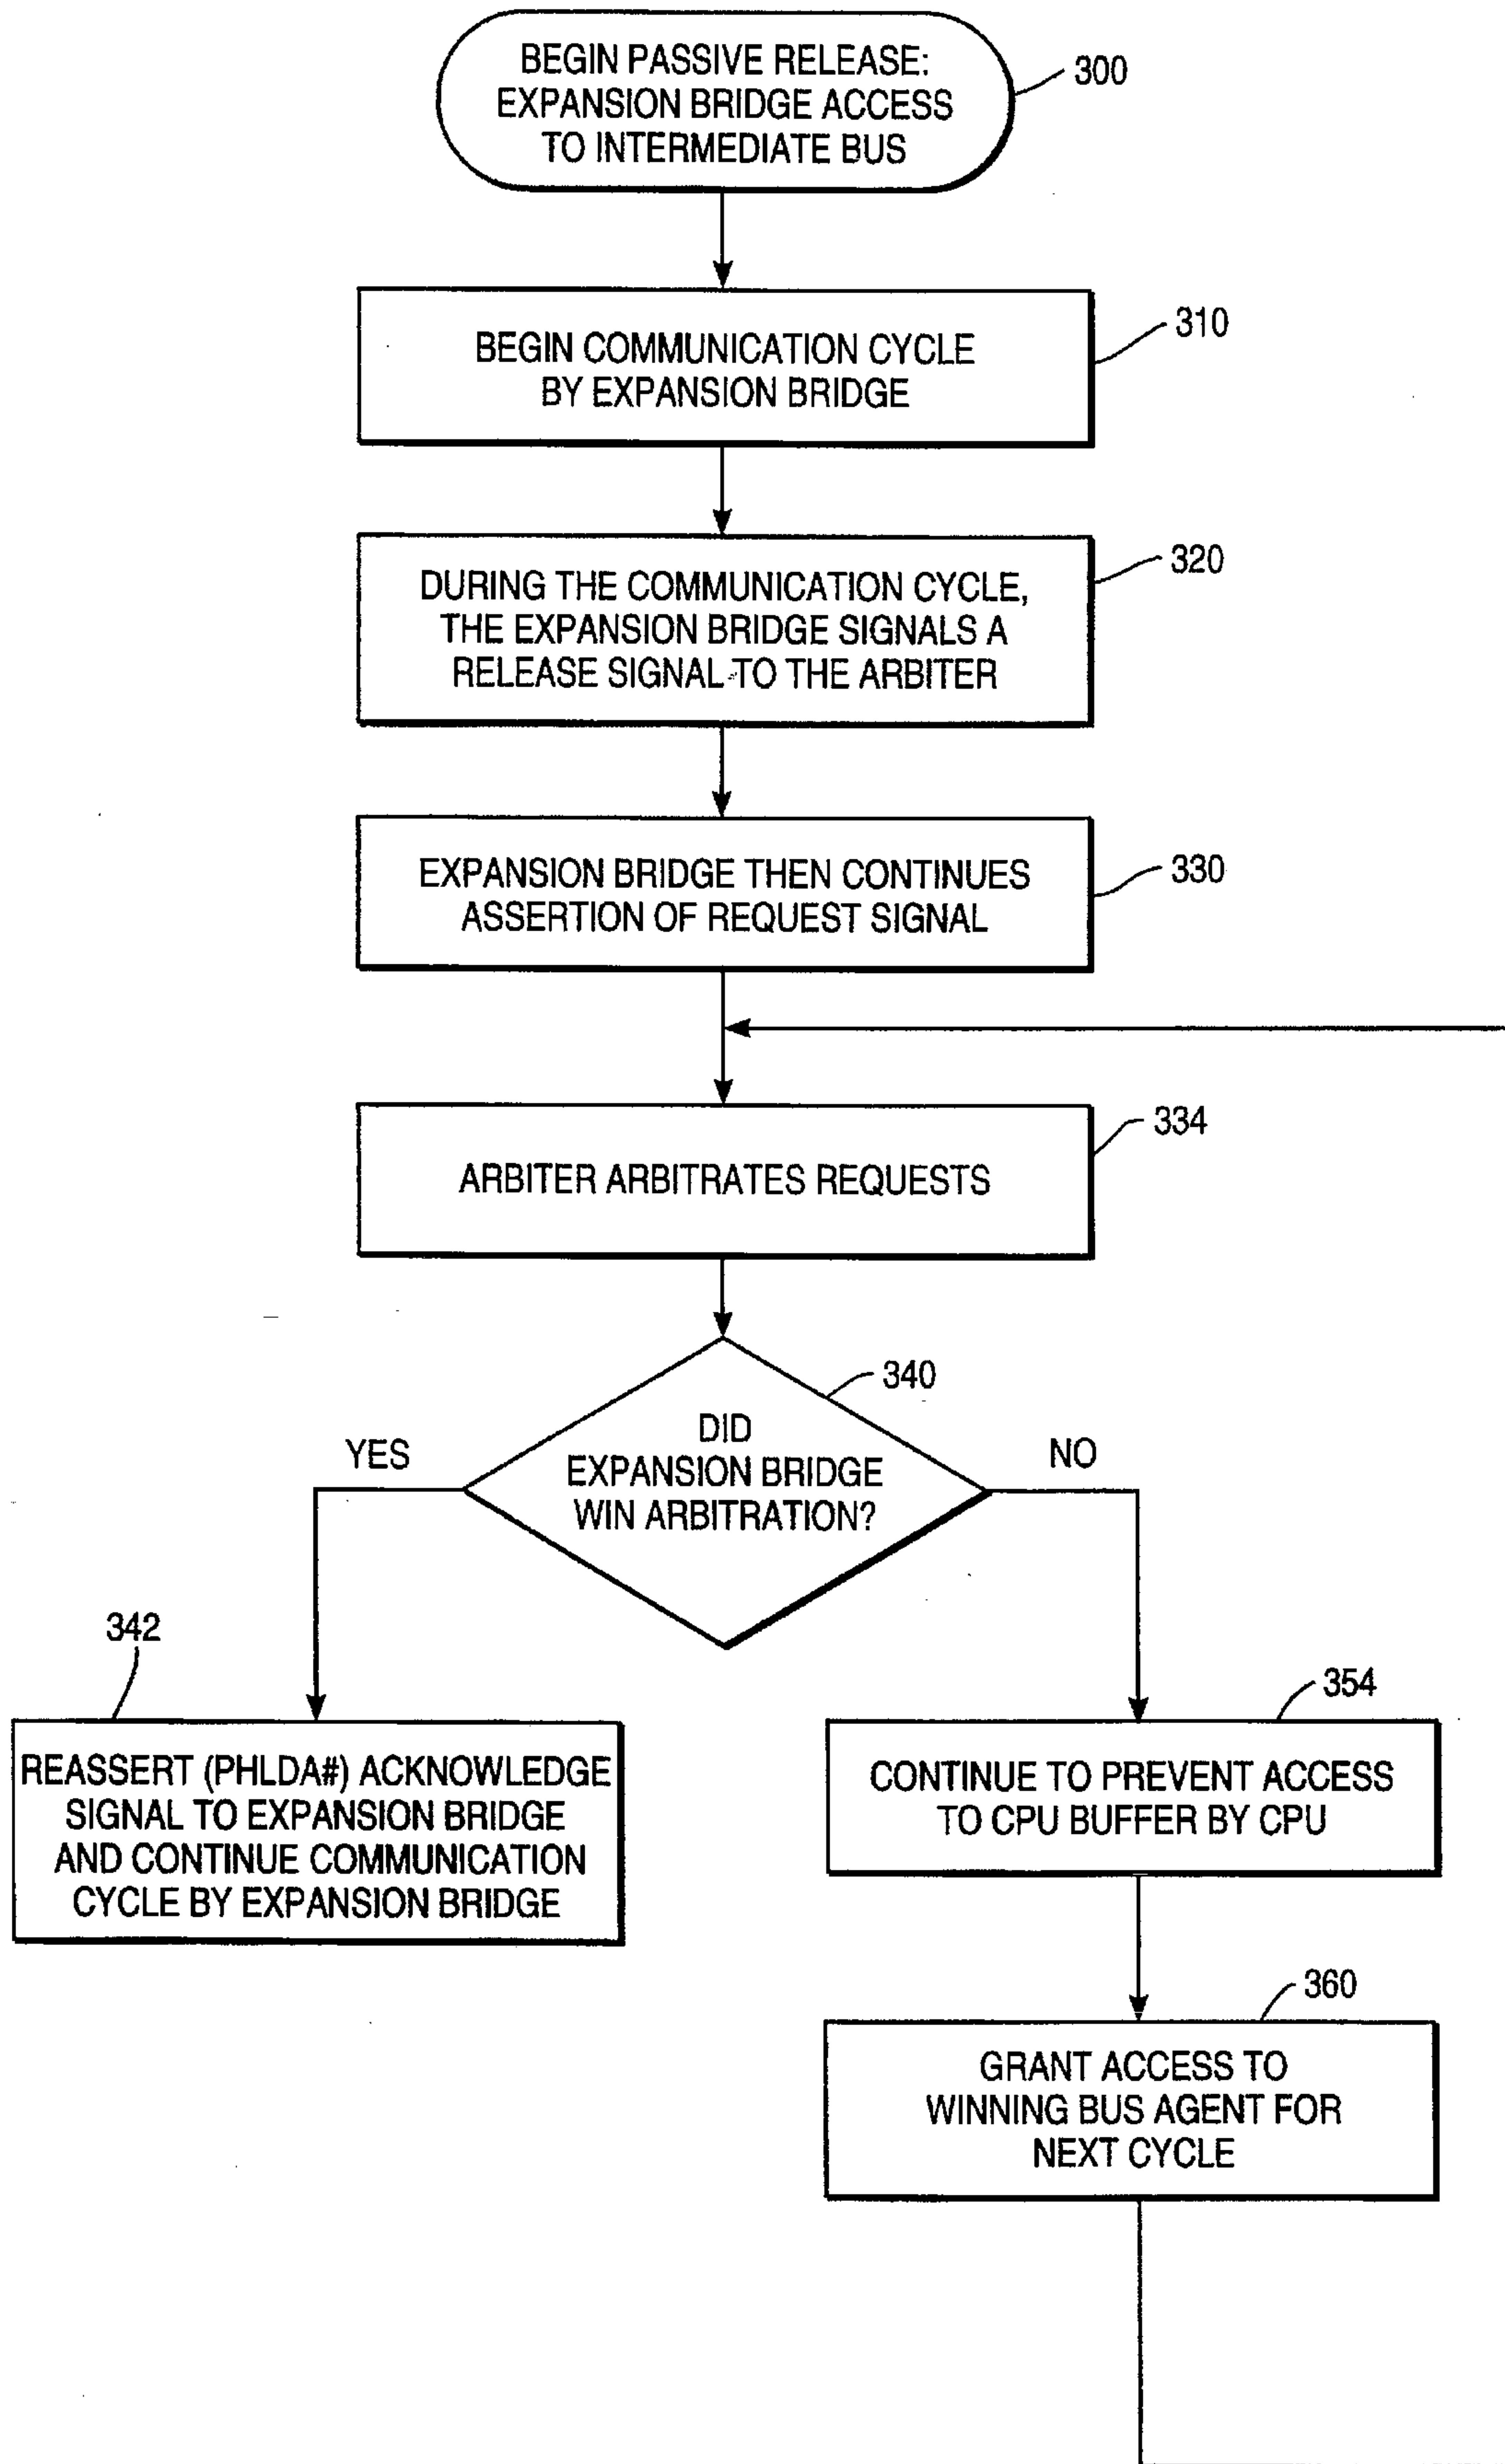 BEGIN PASSIVE RELEASE:
EXPANSION BRIDGE ACCESS
TO INTERMEDIATE BUS
300
BEGIN COMMUNICATION CYCLE
BY EXPANSION BRIDGE
310
DURING THE COMMUNICATION CYCLE,
THE EXPANSION BRIDGE SIGNALS A
RELEASE SIGNAL TO THE ARBITER
320
EXPANSION BRIDGE THEN CONTINUES
ASSERTION OF REQUEST SIGNAL
330
ARBITER ARBITRATES REQUESTS
334
DID
EXPANSION BRIDGE
WIN ARBITRATION?
340
YES
NO
342
REASSERT (PHLDA#) ACKNOWLEDGE
SIGNAL TO EXPANSION BRIDGE
AND CONTINUE COMMUNICATION
CYCLE BY EXPANSION BRIDGE
354
CONTINUE TO PREVENT ACCESS
TO CPU BUFFER BY CPU
360
GRANT ACCESS TO
WINNING BUS AGENT FOR
NEXT CYCLE